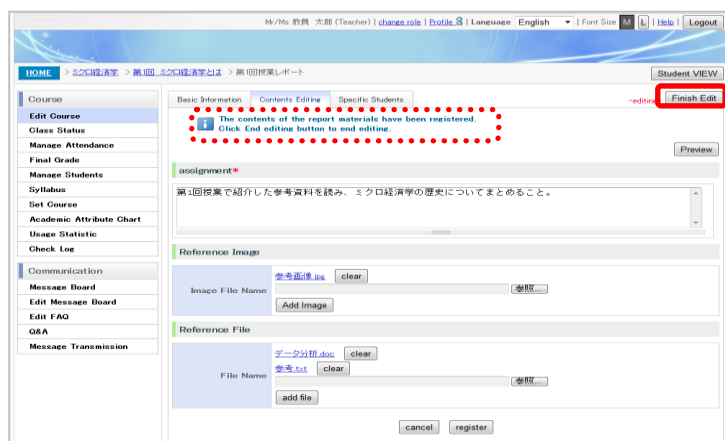 Mr/Ms 教員 太郎 (Teacher) | change role | Profile | Language English | Font Size M L | Help | Logout
HOME > ミクロ経済学 > 第1回 ミクロ経済学とは > 第1回授業レポート Student VIEW
Course
Edit Course
Class Status
Manage Attendance
Final Grade
Manage Students
Syllabus
Set Course
Academic Attribute Chart
Usage Statistic
Check Log
Communication
Message Board
Edit Message Board
Edit FAQ
Q&A
Message Transmission
Basic Information Contents Editing Specific Students -editing Finish Edit
The contents of the report materials have been registered.
Click End editing button to end editing.
Preview
assignment*
第1回授業で紹介した参考資料を読み、ミクロ経済学の歴史についてまとめること。
Reference Image
Image File Name
参考画像.jpg clear
参照...
Add Image
Reference File
File Name
データ分析.doc clear
参考.txt clear
参照...
add file
cancel register